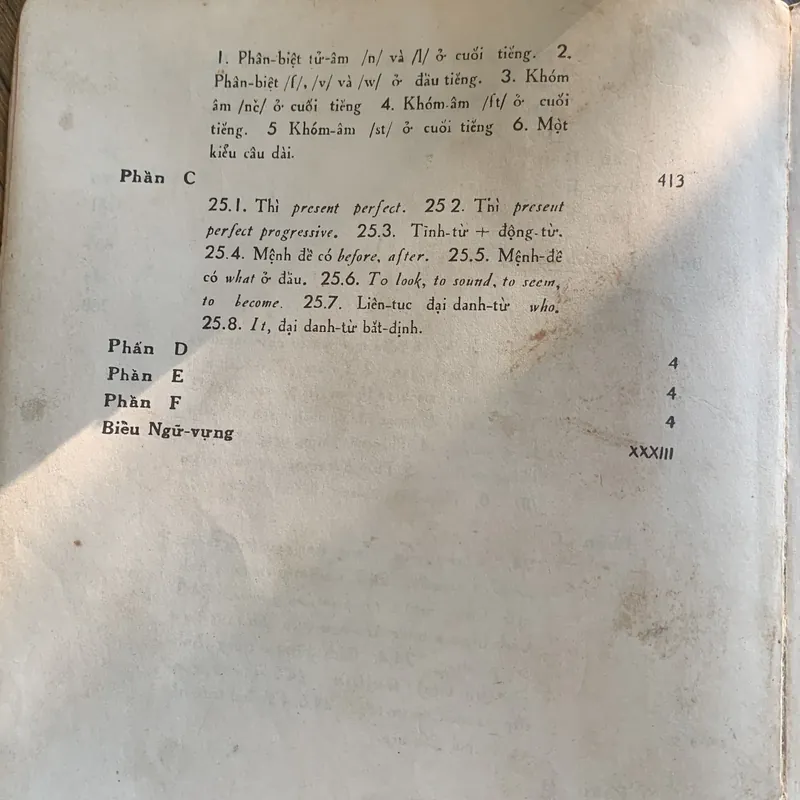 1. Phân-biệt tử-âm /n/ và /l/ ở cuối tiếng. 2.
Phân-biệt /f/, /v/ và /w/ ở đầu tiếng. 3. Khóm
âm /nč/ ở cuối tiếng 4. Khóm-âm /ft/ ở cuối
tiếng. 5 Khóm-âm /st/ ở cuối tiếng 6. Một
kiểu câu dài.
Phần C 413
25.1. Thì present perfect. 25 2. Thì present
perfect progressive. 25.3. Tĩnh-từ + động-từ.
25.4. Mệnh đề có before, after. 25.5. Mệnh-đề
có what ở đầu. 25.6. To look, to sound, to seem,
to become. 25.7. Liên-tục đại danh-từ who.
25.8. It, đại danh-từ bất-định.
Phần D 4
Phần E 4
Phần F 4
Biểu Ngữ-vựng XXXIII